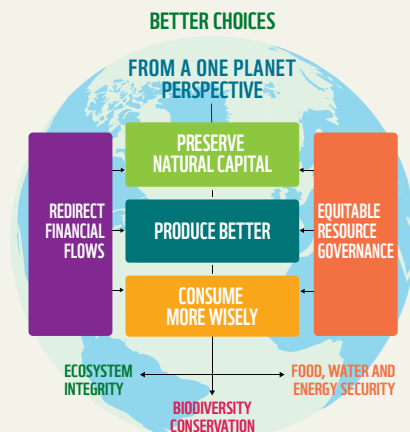 BETTER CHOICES
FROM A ONE PLANET
PERSPECTIVE
PRESERVE
NATURAL CAPITAL
REDIRECT
FINANCIAL
FLOWS
PRODUCE BETTER
EQUITABLE
RESOURCE
GOVERNANCE
CONSUME
MORE WISELY
ECOSYSTEM
INTEGRITY
BIODIVERSITY
CONSERVATION
FOOD, WATER AND
ENERGY SECURITY